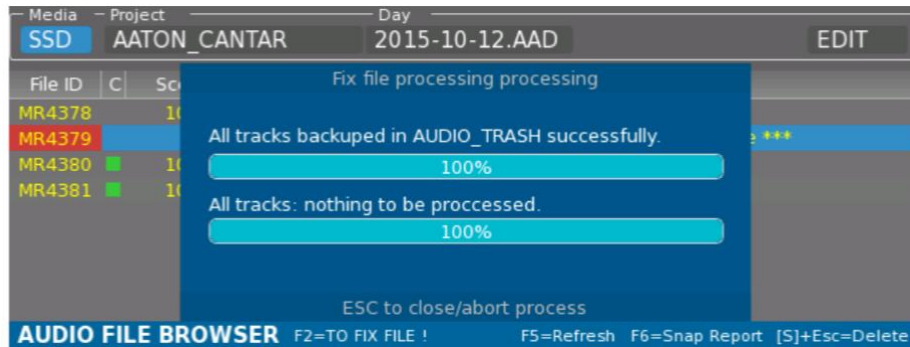 Media Project Day
SSD AATON_CANTAR 2015-10-12.AAD EDIT
File ID C
Fix file processing processing
MR4378
All tracks backuped in AUDIO_TRASH successfully.
MR4379 ***
100%
MR4380
MR4381
All tracks: nothing to be proccessed.
100%
ESC to close/abort process
AUDIO FILE BROWSER F2=TO FIX FILE ! F5=Refresh F6=Snap Report [S]+Esc=Delete